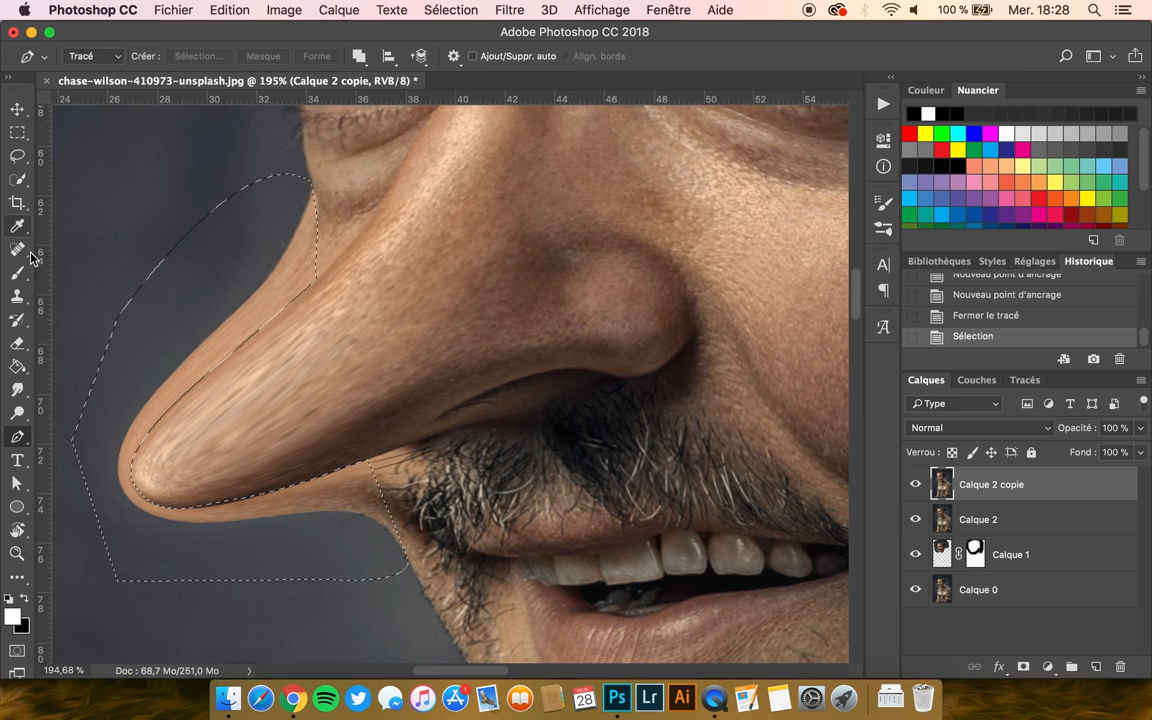 Photoshop CC Fichier Edition Image Calque Texte Sélection Filtre 3D Affichage Fenêtre Aide 100 % Mer. 18:28
Adobe Photoshop CC 2018
Tracé Créer : Sélection... Masque Forme Ajout/Suppr. auto Align. bords
chase-wilson-410973-unsplash.jpg @ 195% (Calque 2 copie, RVB/8) *
24 26 28 30 32 34 36 38 40 42 44 46 48 50 52 54
Couleur Nuancier
Bibliothèques Styles Réglages Historique
Nouveau point d'ancrage
Nouveau point d'ancrage
Fermer le tracé
Sélection
Calques Couches Tracés
Type
Normal Opacité : 100 %
Verrou : Fond : 100 %
Calque 2 copie
Calque 2
Calque 1
Calque 0
194,68 % Doc : 68,7 Mo/251,0 Mo
28
Ps Lr Ai